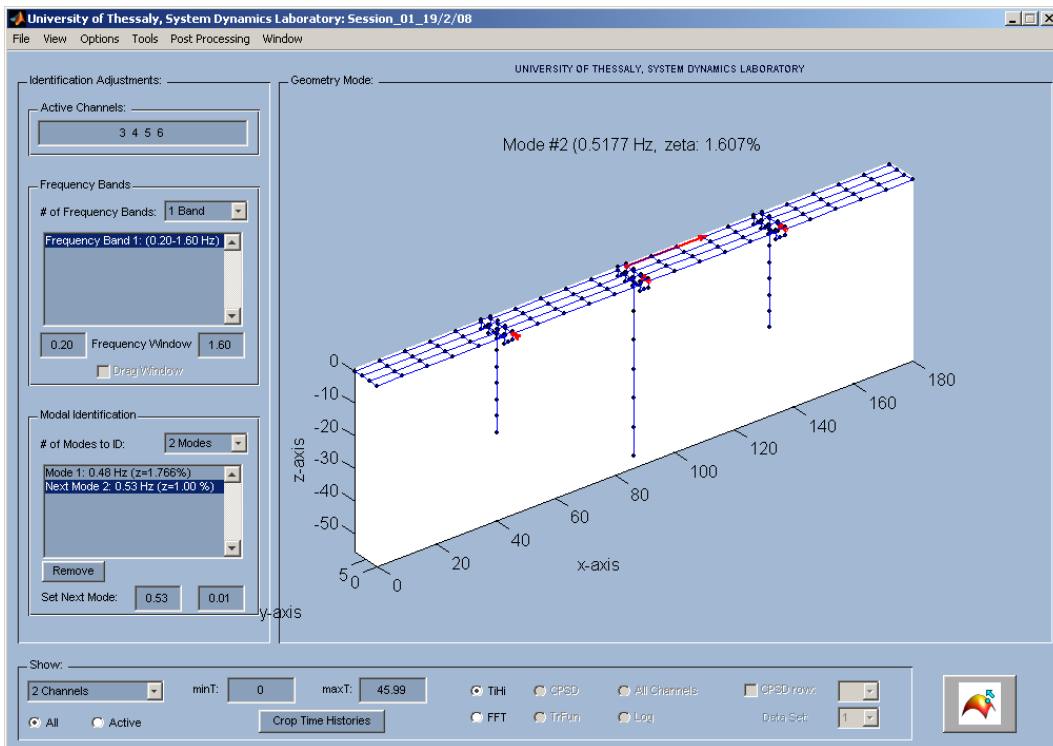 University of Thessaly, System Dynamics Laboratory: Session_01_19/2/08
File View Options Tools Post Processing Window
Identification Adjustments:
Active Channels:
3 4 5 6
Frequency Bands
# of Frequency Bands: 1 Band
Frequency Band 1: (0.20-1.60 Hz)
0.20 Frequency Window 1.60
Drag Window
Modal Identification
# of Modes to ID: 2 Modes
Mode 1: 0.48 Hz (z=1.766%)
Next Mode 2: 0.53 Hz (z=1.00 %)
Remove
Set Next Mode: 0.53 0.01
Geometry Mode:
UNIVERSITY OF THESSALY, SYSTEM DYNAMICS LABORATORY
Mode #2 (0.5177 Hz, zeta: 1.607%
0
-10
-20
-30
-40
-50
z-axis
5
0
y-axis
0
20
40
60
80
100
120
140
160
180
x-axis
Show:
2 Channels
All Active
minT: 0 maxT: 45.99
Crop Time Histories
TiHi CPSD All Channels CPSD row:
FFT TrFun Log Data Set: 1